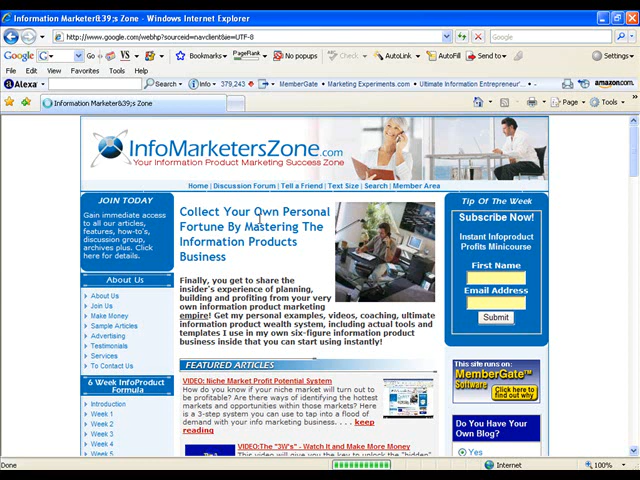 Information Marketer&39;s Zone - Windows Internet Explorer
http://www.google.com/webhp?sourceid=navclient&ie=UTF-8
Google
Google
Go
VS
Bookmarks
PageRank
No popups
Check
AutoLink
AutoFill
Send to
Settings
File Edit View Favorites Tools Help
Alexa
Search
Info
379,243
MemberGate
Marketing Experiments.com
Ultimate Information Entrepreneur'...
amazon.com
Information Marketer&39;s Zone
Page
Tools
InfoMarketersZone.com
Your Information Product Marketing Success Zone
Home | Discussion Forum | Tell a Friend | Text Size | Search | Member Area
JOIN TODAY
Gain immediate access
to all our articles,
features, how-to's,
discussion group,
archives plus. Click
here for details.
About Us
About Us
Join Us
Make Money
Sample Articles
Advertising
Testimonials
Services
To Contact Us
6 Week InfoProduct
Formula
Introduction
Week 1
Week 2
Week 3
Week 4
Collect Your Own Personal
Fortune By Mastering The
Information Products
Business
Finally, you get to share the
insider's experience of planning,
building and profiting from your very
own information product marketing
empire! Get my personal examples, videos, coaching, ultimate
information product wealth system, including actual tools and
templates I use in my own six-figure information product
business inside that you can start using instantly!
FEATURED ARTICLES
VIDEO: Niche Market Profit Potential System
How do you know if your niche market will turn out to
be profitable? Are there ways of identifying the hottest
markets and opportunities within those markets? Here
is a 3-step system you can use to tap into a flood of
demand with your info marketing business. . . . keep
reading
VIDEO:The "3W's" - Watch It and Make More Money
This video will give you the key to unlock the "hidden"
Tip Of The Week
Subscribe Now!
Instant Infoproduct
Profits Minicourse
First Name
Email Address
Submit
This site runs on:
MemberGate
Software
Click here to
find out why
Do You Have Your
Own Blog?
Yes
Done
Internet
100%